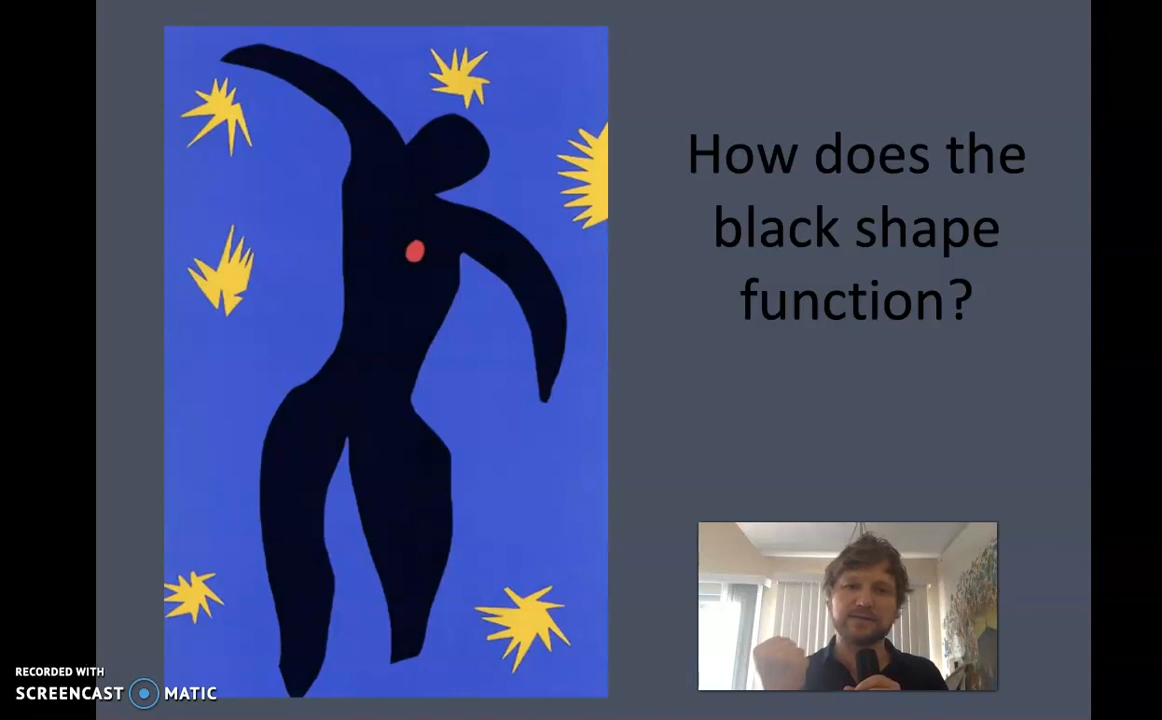 How does the
black shape
function?
RECORDED WITH
SCREENCAST MATIC